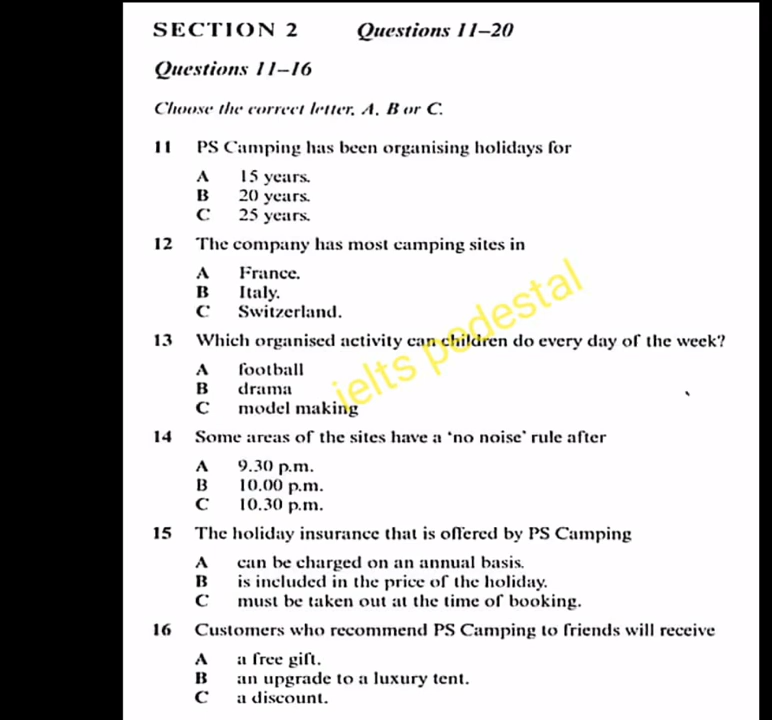 SECTION 2 Questions 11–20
Questions 11–16
Choose the correct letter, A, B or C.
11 PS Camping has been organising holidays for
A 15 years.
B 20 years.
C 25 years.
12 The company has most camping sites in
A France.
B Italy.
C Switzerland.
13 Which organised activity can children do every day of the week?
A football
B drama
C model making
ielts pedestal
14 Some areas of the sites have a ‘no noise’ rule after
A 9.30 p.m.
B 10.00 p.m.
C 10.30 p.m.
15 The holiday insurance that is offered by PS Camping
A can be charged on an annual basis.
B is included in the price of the holiday.
C must be taken out at the time of booking.
16 Customers who recommend PS Camping to friends will receive
A a free gift.
B an upgrade to a luxury tent.
C a discount.